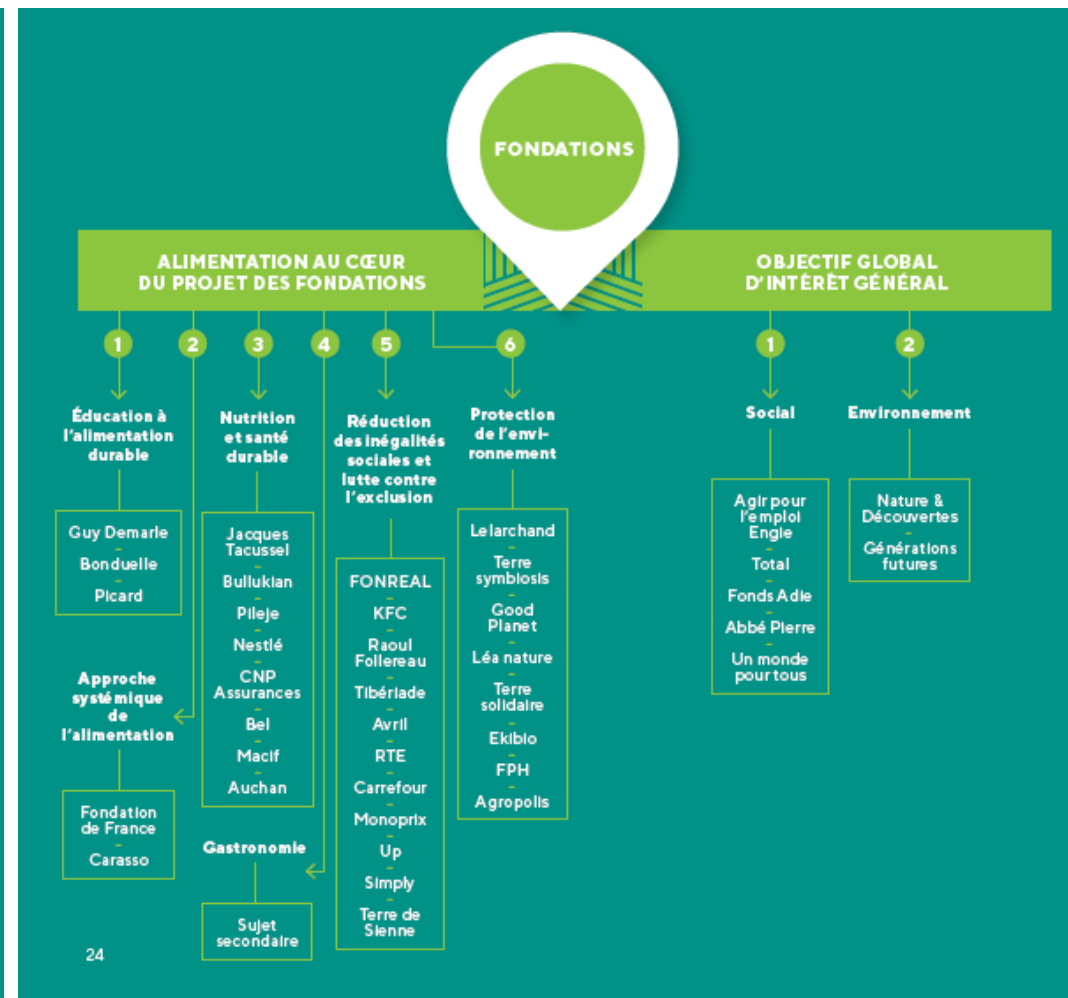 FONDATIONS
ALIMENTATION AU CŒUR
DU PROJET DES FONDATIONS
OBJECTIF GLOBAL
D'INTÉRÊT GÉNÉRAL
1
2
3
4
5
6
1
2
Éducation à
l'alimentation
durable
Guy Demarle
Bonduelle
Picard
Approche
systémique
de
l'alimentation
Fondation
de France
Carasso
Nutrition
et santé
durable
Jacques
Tacussel
Bullukian
Pileje
Nestlé
CNP
Assurances
Bel
Macif
Auchan
Gastronomie
Sujet
secondaire
Réduction
des inégalités
sociales et
lutte contre
l'exclusion
FONREAL
KFC
Raoul
Follereau
Tibériade
Avril
RTE
Carrefour
Monoprix
Up
Simply
Terre de
Sienne
Protection
de l'envi-
ronnement
Lelarchand
Terre
symbiosis
Good
Planet
Léa nature
Terre
solidaire
Ekibio
FPH
Agropolis
Social
Agir pour
l'emploi
Engie
Total
Fonds Adie
Abbé Pierre
Un monde
pour tous
Environnement
Nature &
Découvertes
Générations
futures
24